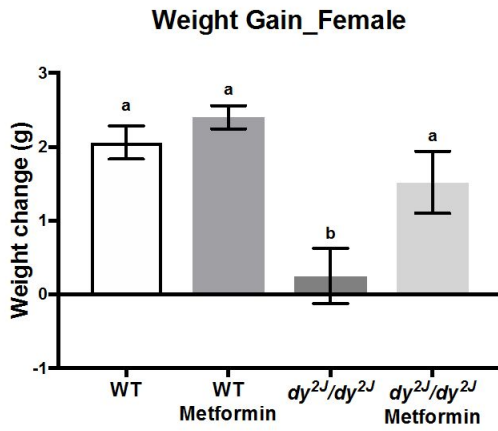 Weight Gain_Female
Weight change (g)
3
2
1
0
-1
a
a
b
a
WT
WT
Metformin
dy²ᴶ/dy²ᴶ
dy²ᴶ/dy²ᴶ
Metformin